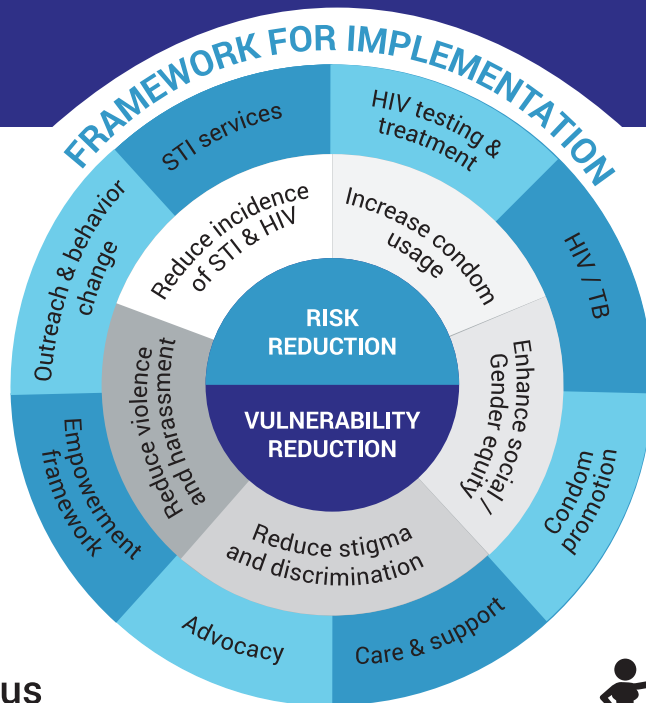 FRAMEWORK FOR IMPLEMENTATION
STI services
HIV testing &
treatment
HIV / TB
Condom
promotion
Care & support
Advocacy
Empowerment
framework
Outreach & behavior
change
Reduce incidence
of STI & HIV
Increase condom
usage
Enhance social /
Gender equity
Reduce stigma
and discrimination
Reduce violence
and harassment
RISK
REDUCTION
VULNERABILITY
REDUCTION
us